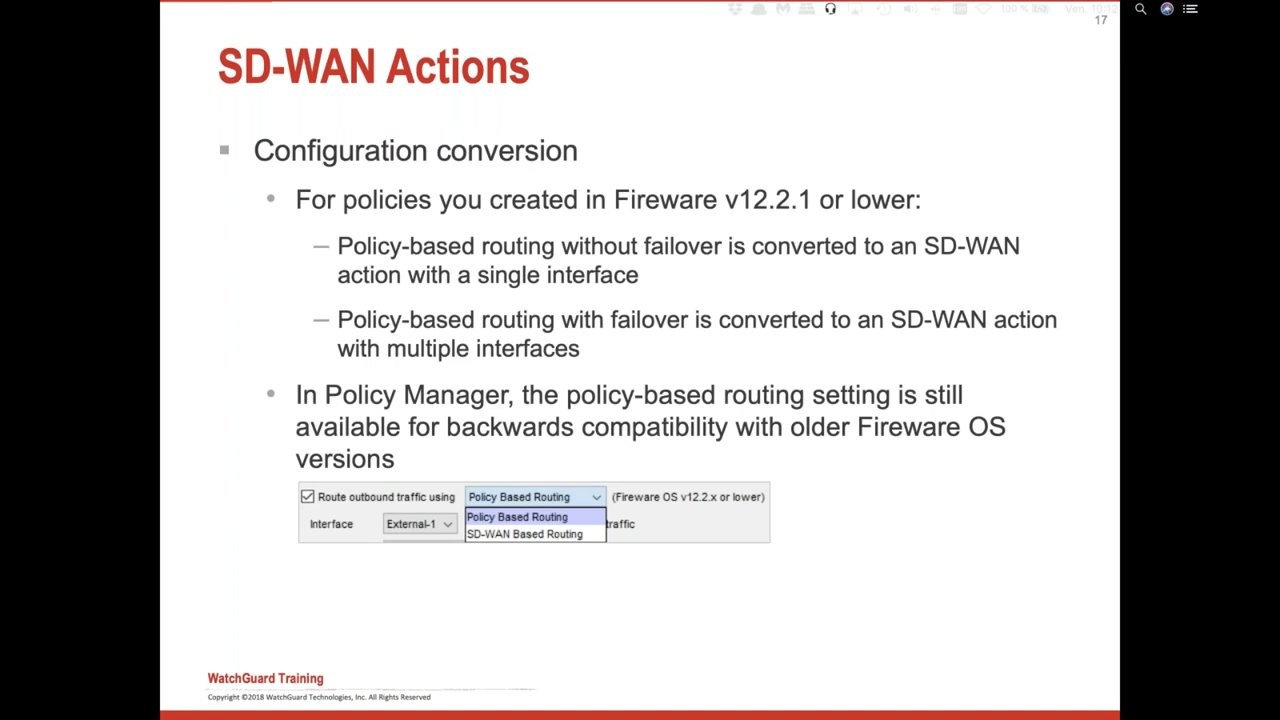 100 %
Ven. 10:12
17
SD-WAN Actions
Configuration conversion
For policies you created in Fireware v12.2.1 or lower:
Policy-based routing without failover is converted to an SD-WAN
action with a single interface
Policy-based routing with failover is converted to an SD-WAN action
with multiple interfaces
In Policy Manager, the policy-based routing setting is still
available for backwards compatibility with older Fireware OS
versions
Route outbound traffic using Policy Based Routing (Fireware OS v12.2.x or lower)
Policy Based Routing
Interface External-1 traffic
SD-WAN Based Routing
WatchGuard Training
Copyright ©2018 WatchGuard Technologies, Inc. All Rights Reserved